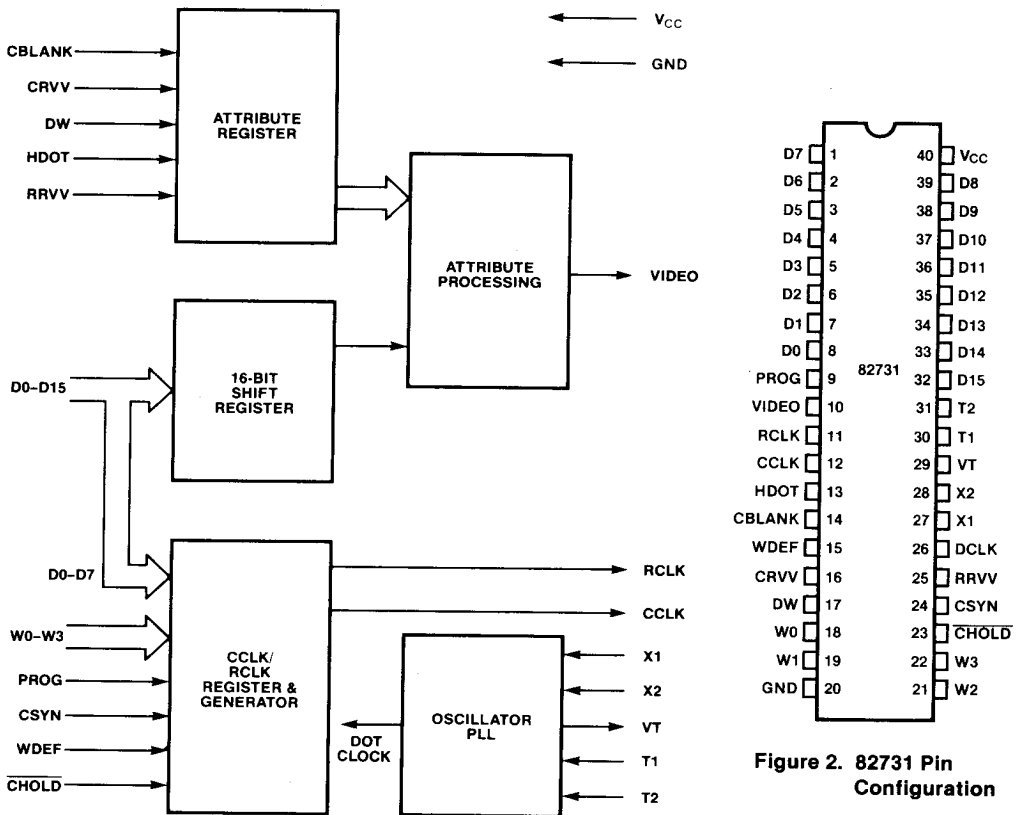 VCC
GND
CBLANK
CRVV
DW
HDOT
RRVV
ATTRIBUTE
REGISTER
ATTRIBUTE
PROCESSING
VIDEO
D0–D15
16-BIT
SHIFT
REGISTER
D0–D7
W0–W3
PROG
CSYN
WDEF
CHOLD
CCLK/
RCLK
REGISTER &
GENERATOR
RCLK
CCLK
OSCILLATOR
PLL
X1
X2
VT
T1
T2
DOT
CLOCK
D7 1 40 VCC
D6 2 39 D8
D5 3 38 D9
D4 4 37 D10
D3 5 36 D11
D2 6 35 D12
D1 7 34 D13
D0 8 33 D14
82731
PROG 9 32 D15
VIDEO 10 31 T2
RCLK 11 30 T1
CCLK 12 29 VT
HDOT 13 28 X2
CBLANK 14 27 X1
WDEF 15 26 DCLK
CRVV 16 25 RRVV
DW 17 24 CSYN
W0 18 23 CHOLD
W1 19 22 W3
GND 20 21 W2
Figure 2. 82731 Pin
Configuration